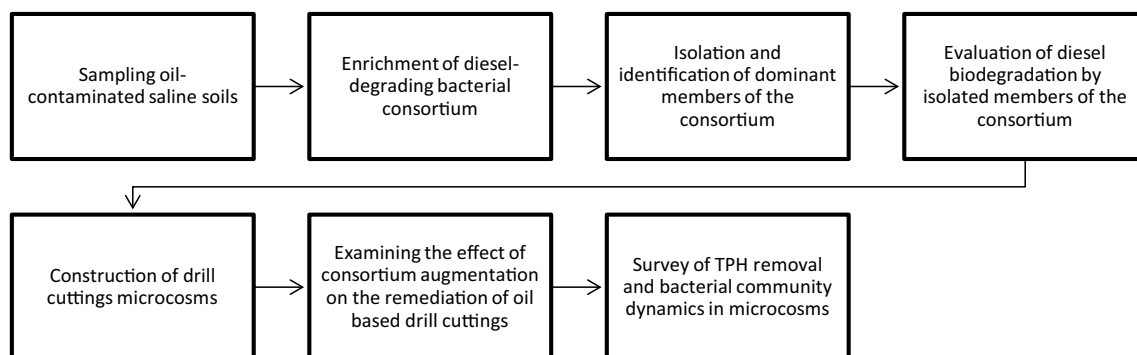 Sampling oil-
contaminated saline soils
Enrichment of diesel-
degrading bacterial
consortium
Isolation and
identification of dominant
members of the
consortium
Evaluation of diesel
biodegradation by
isolated members of the
consortium
Construction of drill
cuttings microcosms
Examining the effect of
consortium augmentation
on the remediation of oil
based drill cuttings
Survey of TPH removal
and bacterial community
dynamics in microcosms